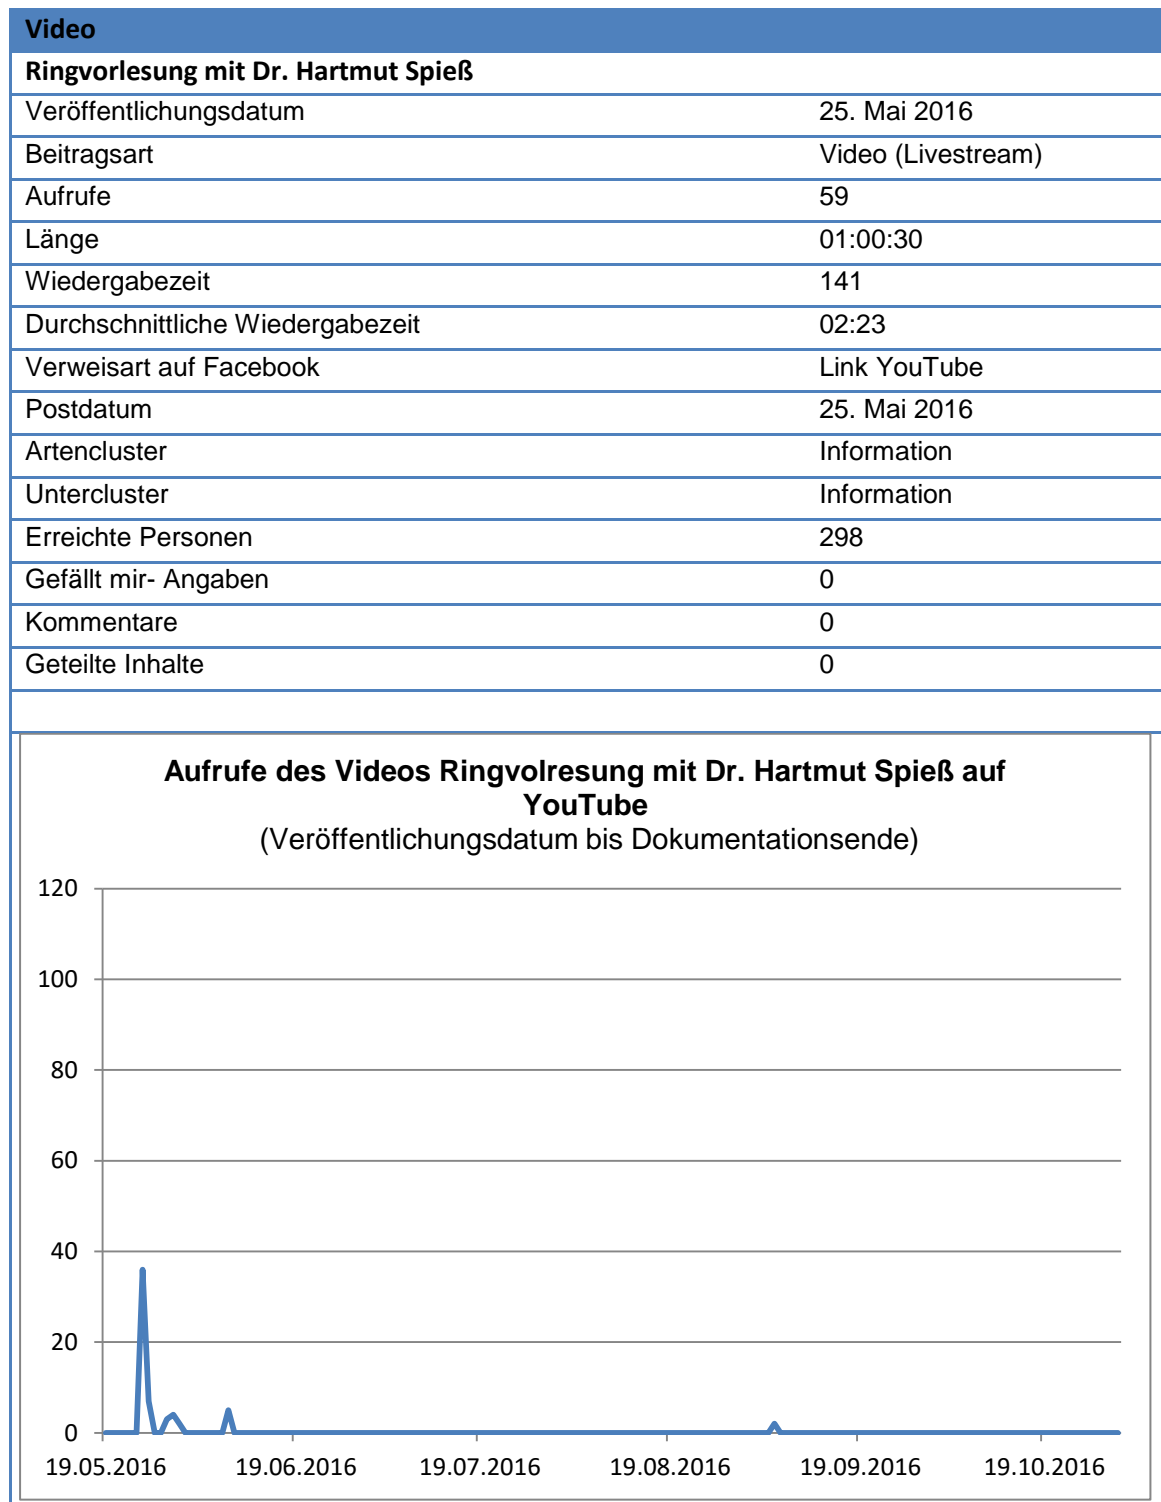 Video
Ringvorlesung mit Dr. Hartmut Spieß
Veröffentlichungsdatum 25. Mai 2016
Beitragsart Video (Livestream)
Aufrufe 59
Länge 01:00:30
Wiedergabezeit 141
Durchschnittliche Wiedergabezeit 02:23
Verweisart auf Facebook Link YouTube
Postdatum 25. Mai 2016
Artencluster Information
Untercluster Information
Erreichte Personen 298
Gefällt mir- Angaben 0
Kommentare 0
Geteilte Inhalte 0
Aufrufe des Videos Ringvolresung mit Dr. Hartmut Spieß auf
YouTube
(Veröffentlichungsdatum bis Dokumentationsende)
120
100
80
60
40
20
0
19.05.2016 19.06.2016 19.07.2016 19.08.2016 19.09.2016 19.10.2016